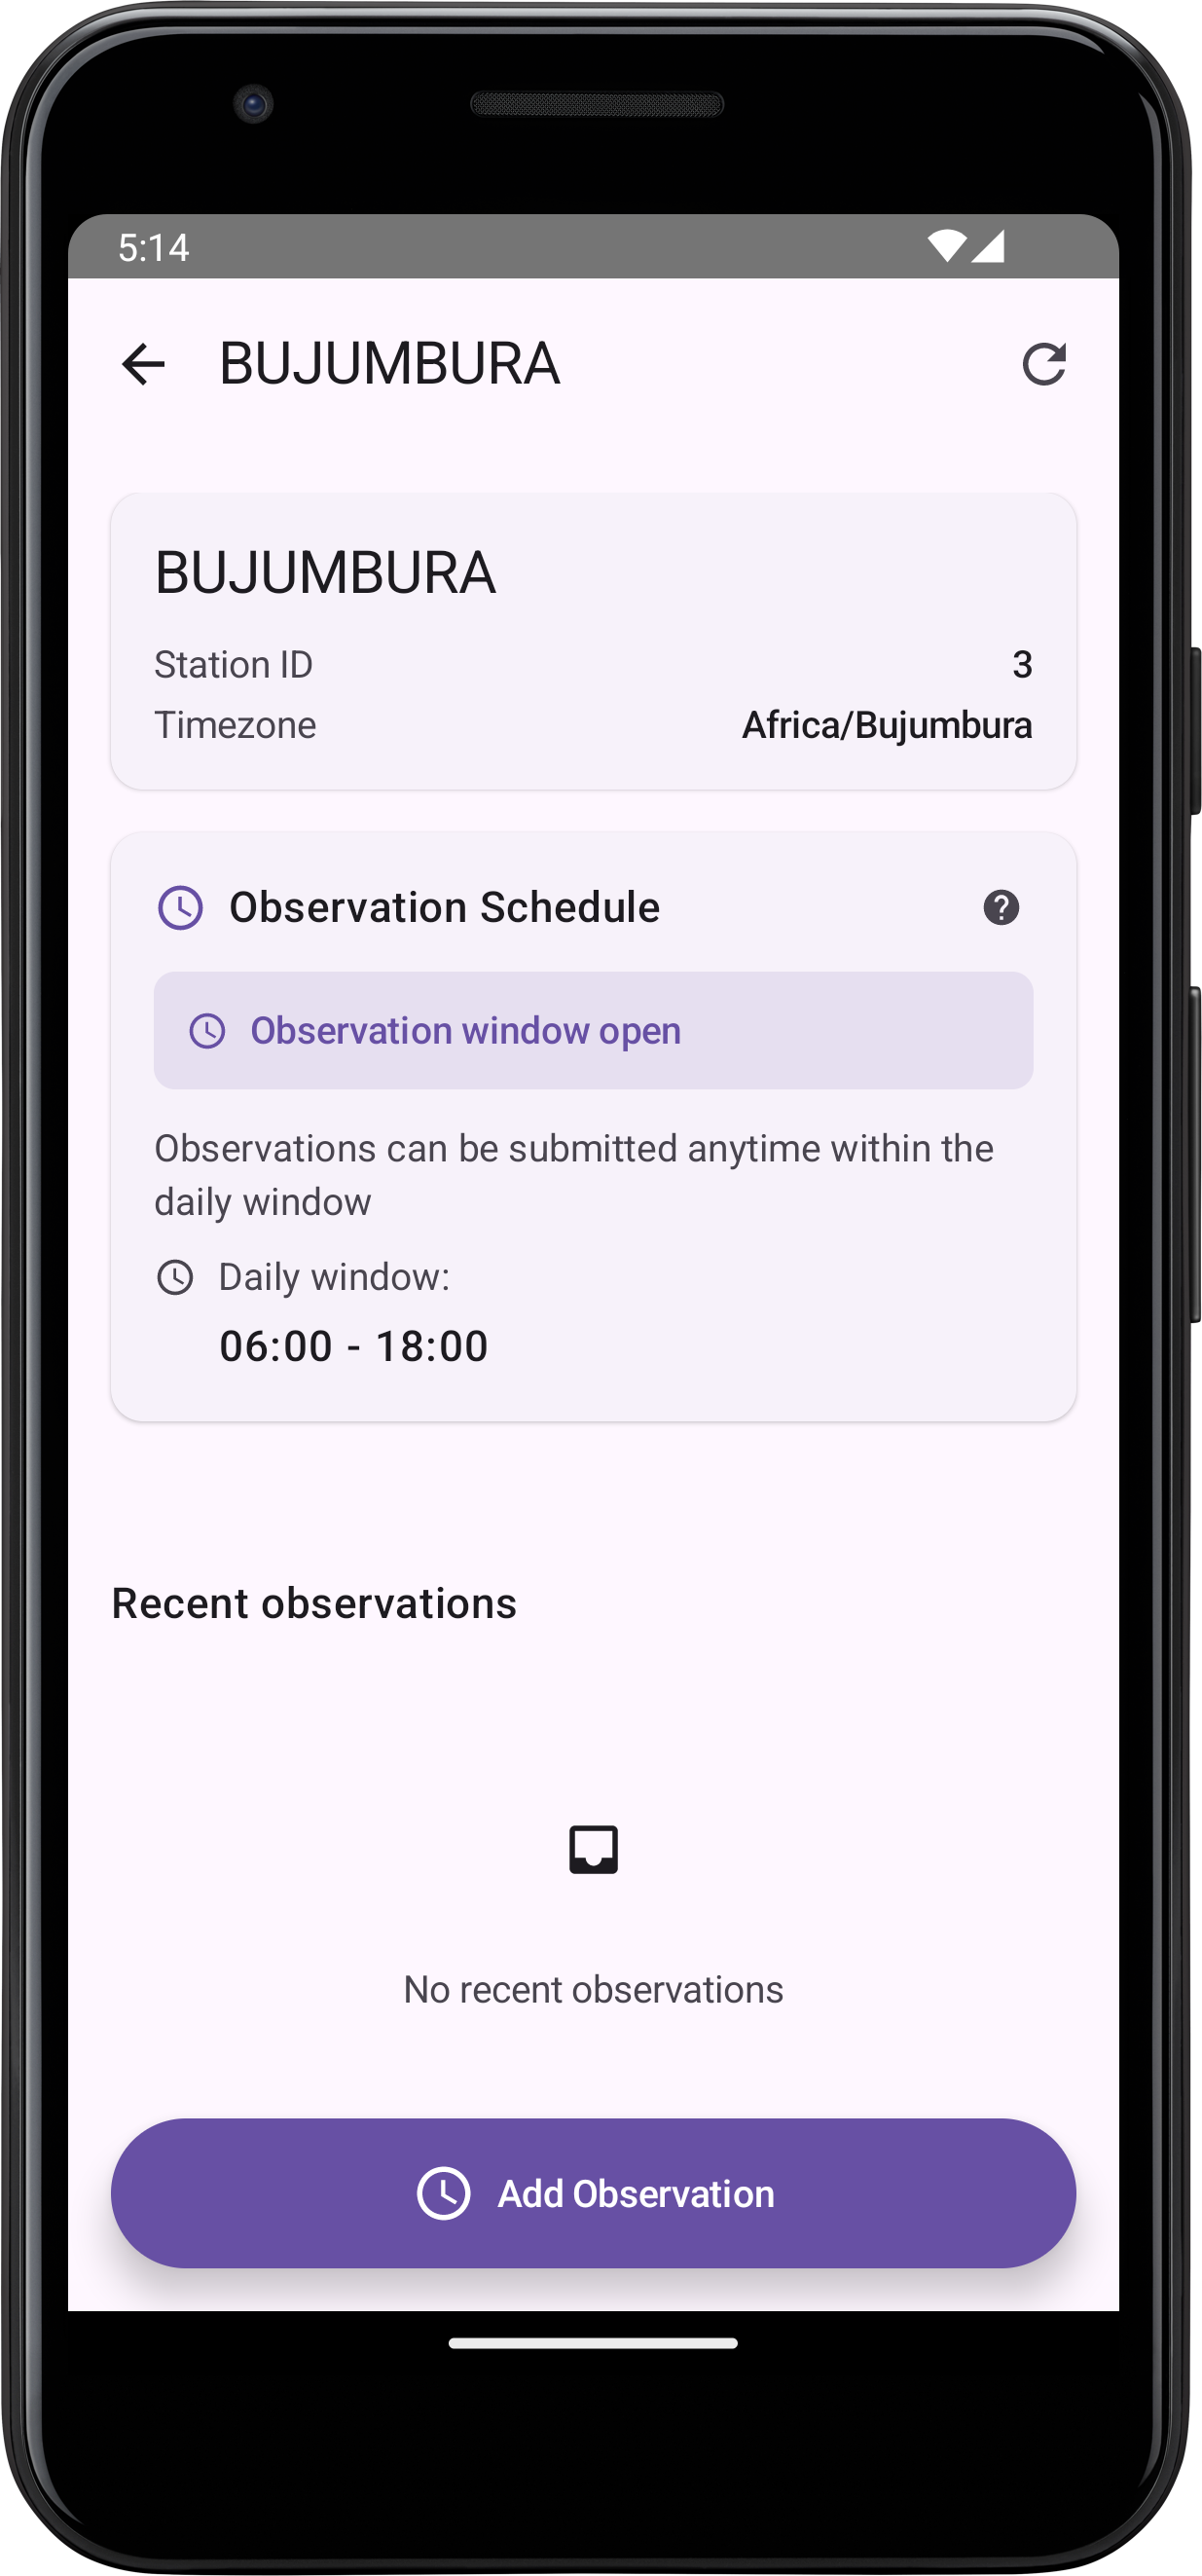 5:14
BUJUMBURA
BUJUMBURA
Station ID 3
Timezone Africa/Bujumbura
Observation Schedule
Observation window open
Observations can be submitted anytime within the
daily window
Daily window:
06:00 - 18:00
Recent observations
No recent observations
Add Observation